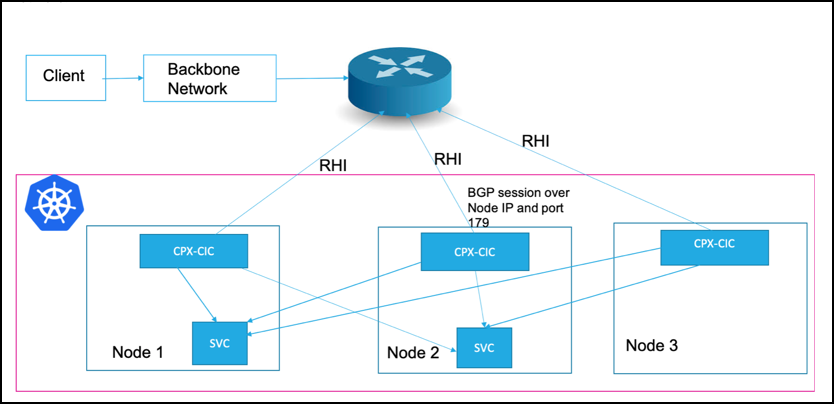 Client
Backbone
Network
RHI
RHI
RHI
BGP session over
Node IP and port
179
CPX-CIC
CPX-CIC
CPX-CIC
SVC
SVC
Node 1
Node 2
Node 3